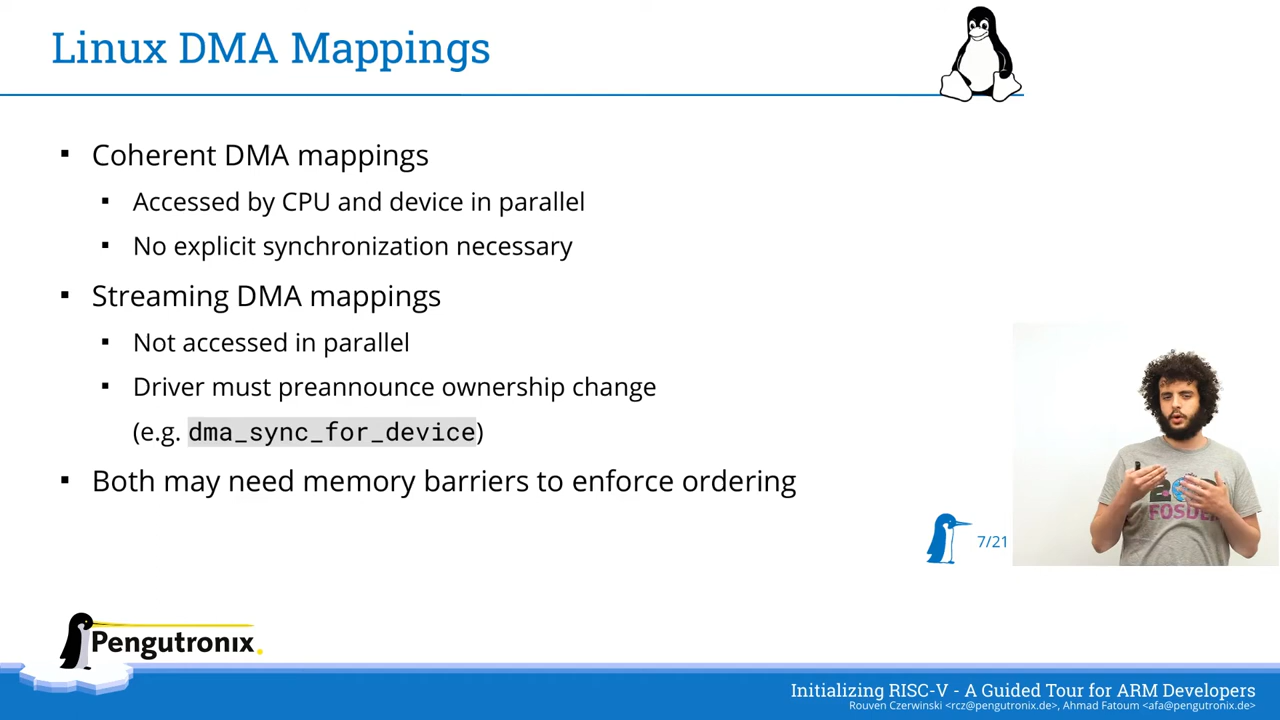 Linux DMA Mappings
Coherent DMA mappings
Accessed by CPU and device in parallel
No explicit synchronization necessary
Streaming DMA mappings
Not accessed in parallel
Driver must preannounce ownership change
(e.g. dma_sync_for_device)
Both may need memory barriers to enforce ordering
FOSDEM
7/21
Pengutronix
Initializing RISC-V - A Guided Tour for ARM Developers
Rouven Czerwinski <rcz@pengutronix.de>, Ahmad Fatoum <afa@pengutronix.de>